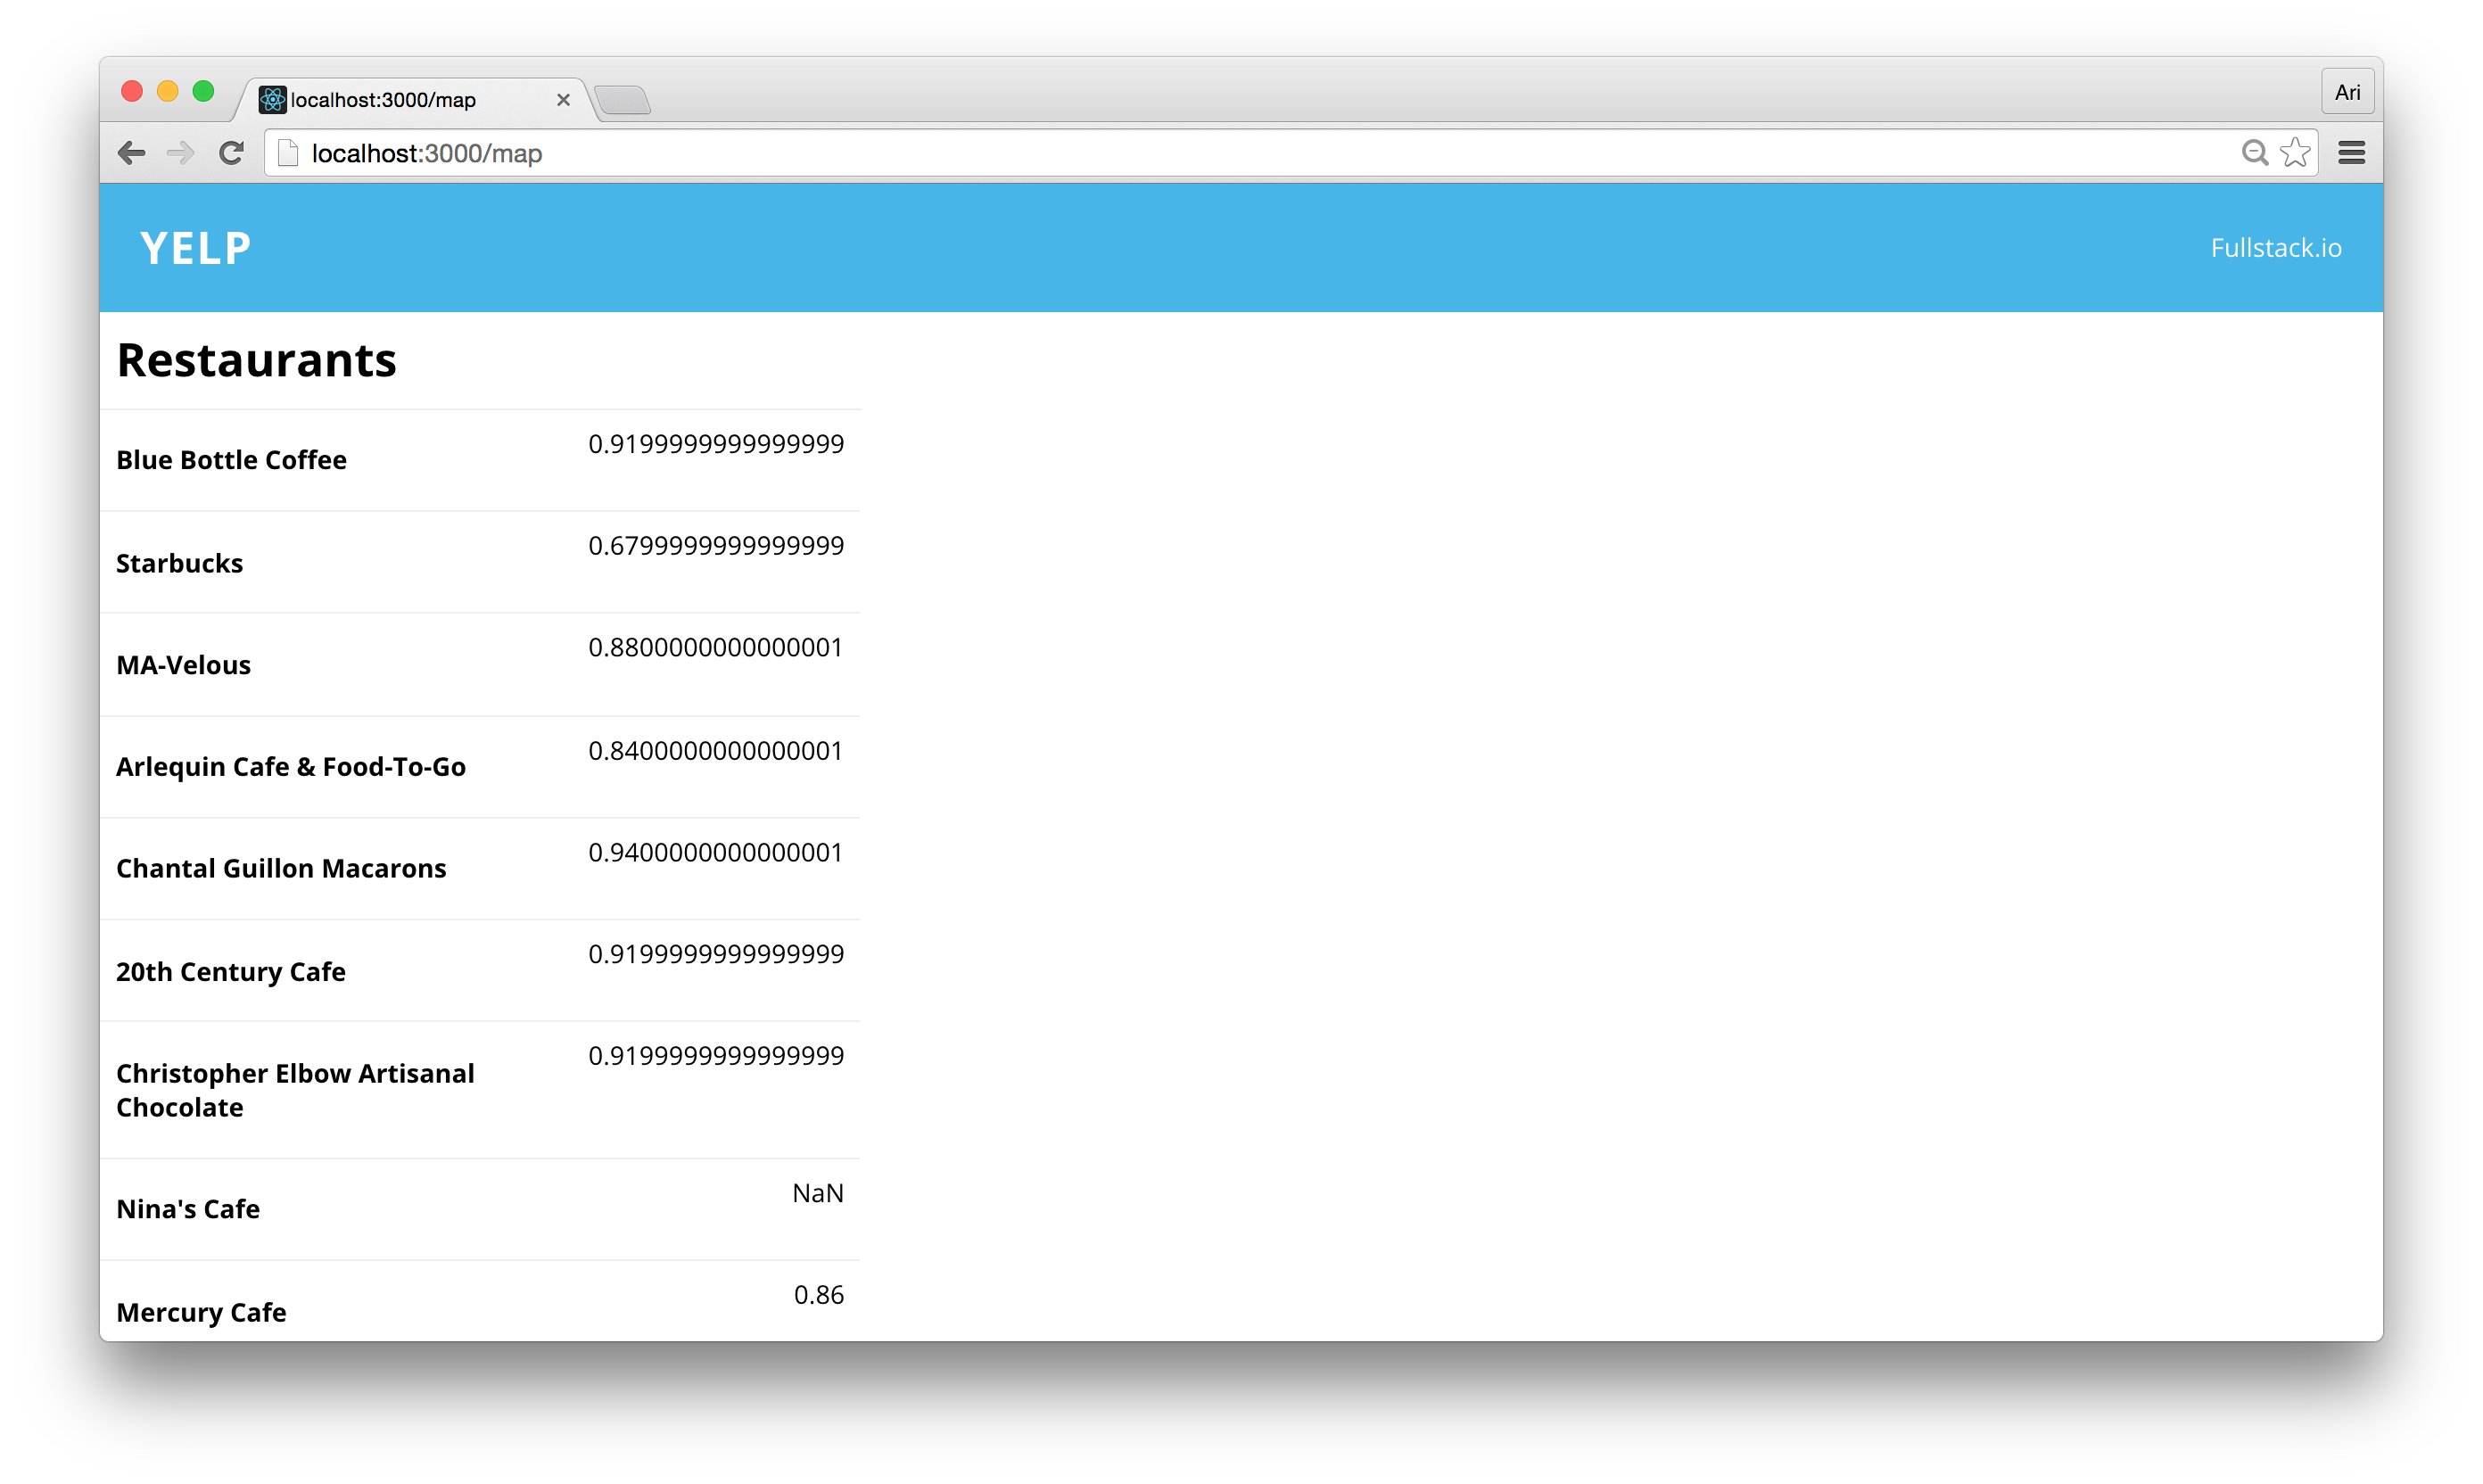 localhost:3000/map
Ari
localhost:3000/map
YELP
Fullstack.io
Restaurants
Blue Bottle Coffee
0.9199999999999999
Starbucks
0.6799999999999999
MA-Velous
0.8800000000000001
Arlequin Cafe & Food-To-Go
0.8400000000000001
Chantal Guillon Macarons
0.9400000000000001
20th Century Cafe
0.9199999999999999
Christopher Elbow Artisanal
Chocolate
0.9199999999999999
Nina's Cafe
NaN
Mercury Cafe
0.86